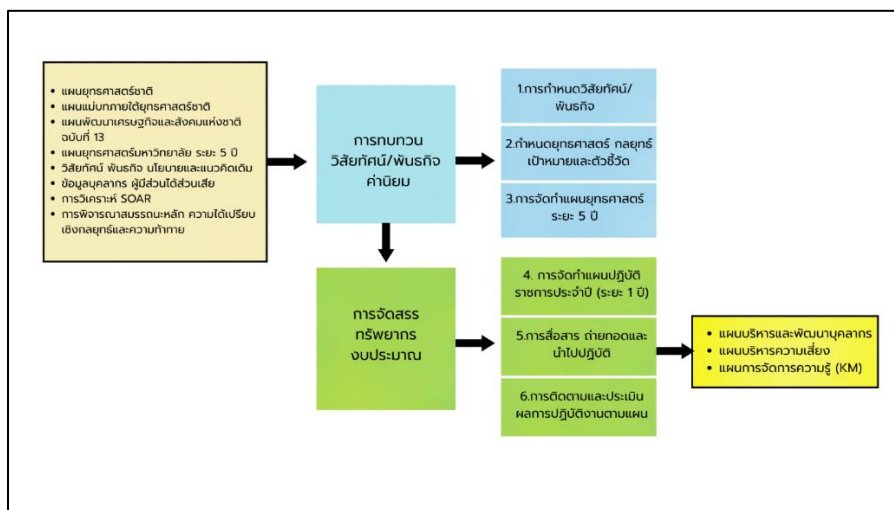 • แผนยุทธศาสตร์ชาติ
• แผนแม่บทภายใต้ยุทธศาสตร์ชาติ
• แผนพัฒนาเศรษฐกิจและสังคมแห่งชาติ
ฉบับที่ 13
• แผนยุทธศาสตร์มหาวิทยาลัย ระยะ 5 ปี
• วิสัยทัศน์ พันธกิจ นโยบายและแนวคิดเดิม
• ข้อมูลบุคลากร ผู้มีส่วนได้ส่วนเสีย
• การวิเคราะห์ SOAR
• การพิจารณาสมรรถนะหลัก ความได้เปรียบ
เชิงกลยุทธ์และความท้าทาย
การทบทวน
วิสัยทัศน์/พันธกิจ
ค่านิยม
1.การกำหนดวิสัยทัศน์/
พันธกิจ
2.กำหนดยุทธศาสตร์ กลยุทธ์
เป้าหมายและตัวชี้วัด
3.การจัดทำแผนยุทธศาสตร์
ระยะ 5 ปี
การจัดสรร
ทรัพยากร
งบประมาณ
4. การจัดทำแผนปฏิบัติ
ราชการประจำปี (ระยะ 1 ปี)
5.การสื่อสาร ถ่ายทอดและ
นำไปปฏิบัติ
6.การติดตามและประเมิน
ผลการปฏิบัติงานตามแผน
• แผนบริหารและพัฒนาบุคลากร
• แผนบริหารความเสี่ยง
• แผนการจัดการความรู้ (KM)